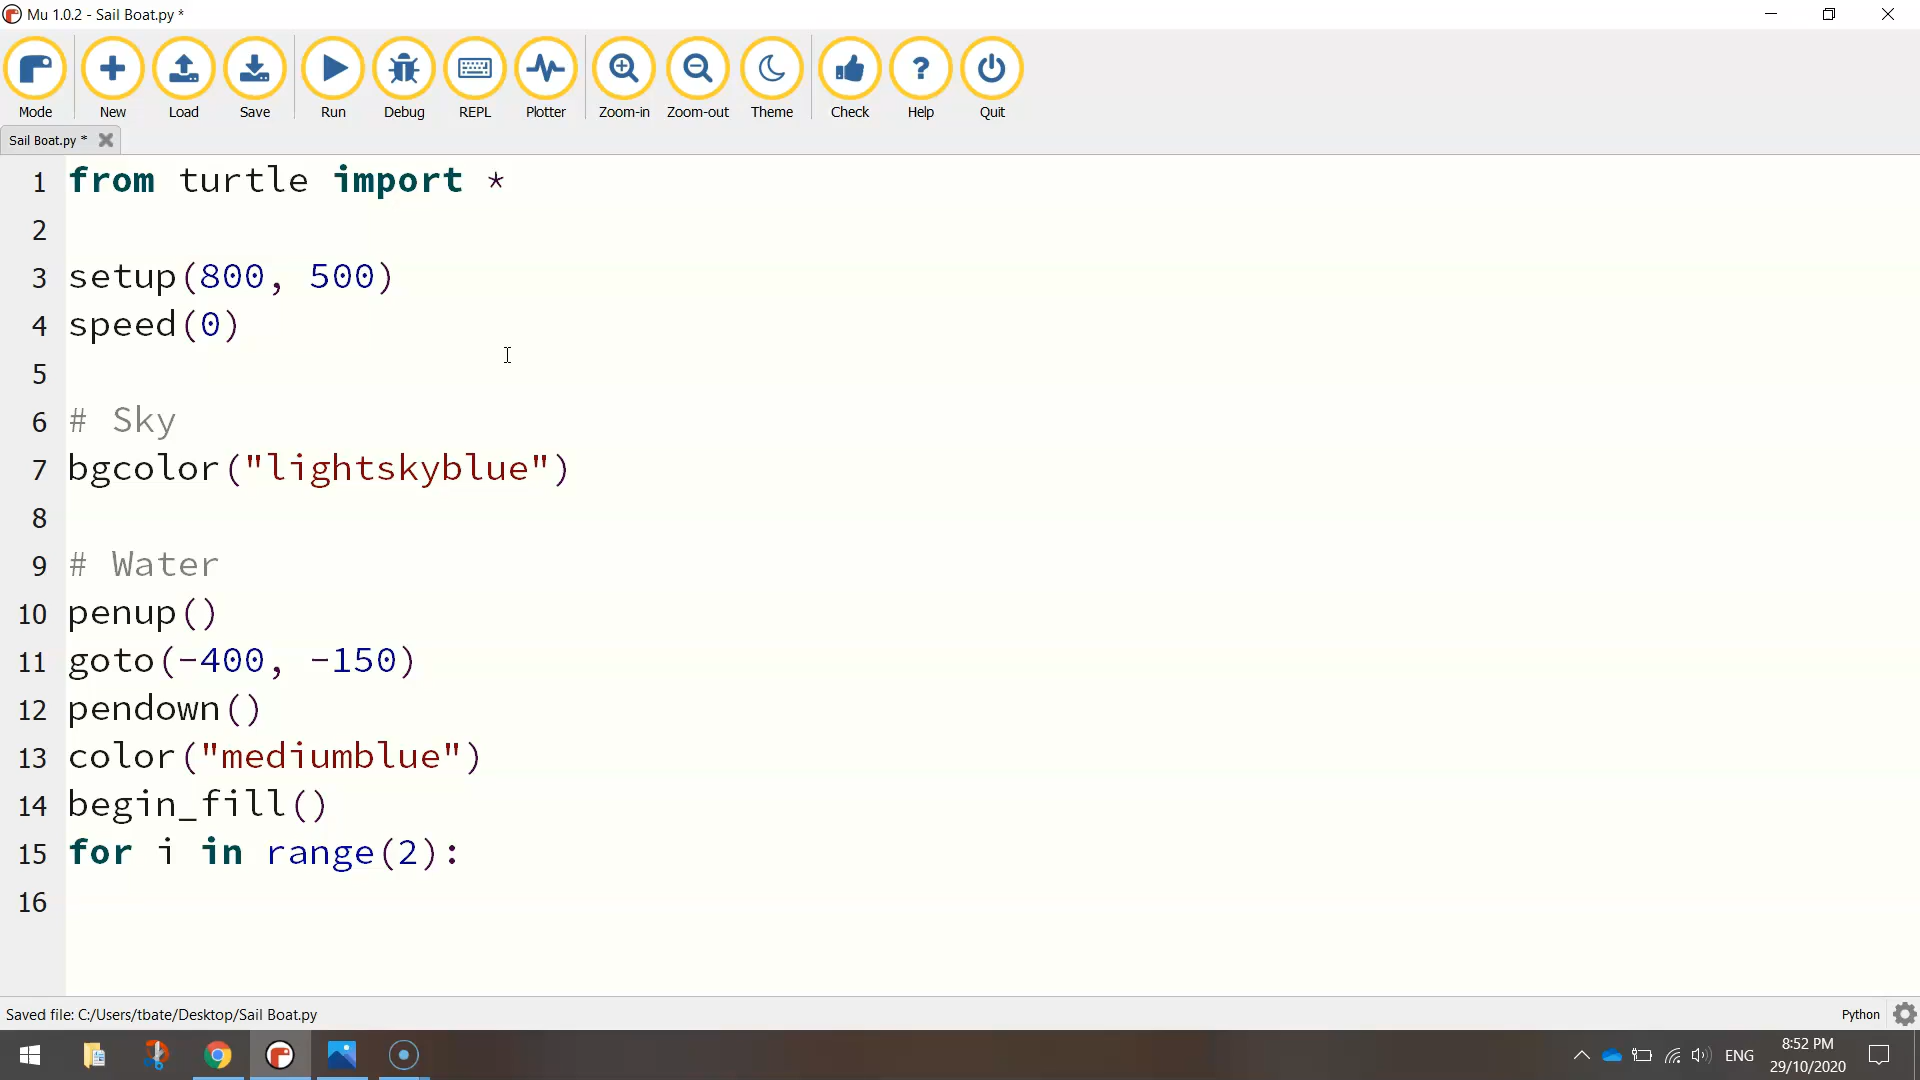 Mu 1.0.2 - Sail Boat.py *
Mode New Load Save Run Debug REPL Plotter Zoom-in Zoom-out Theme Check Help Quit
Sail Boat.py *
1 from turtle import *
2
3 setup(800, 500)
4 speed(0)
5
6 # Sky
7 bgcolor("lightskyblue")
8
9 # Water
10 penup()
11 goto(-400, -150)
12 pendown()
13 color("mediumblue")
14 begin_fill()
15 for i in range(2):
16
Saved file: C:/Users/tbate/Desktop/Sail Boat.py Python
ENG 8:52 PM
29/10/2020